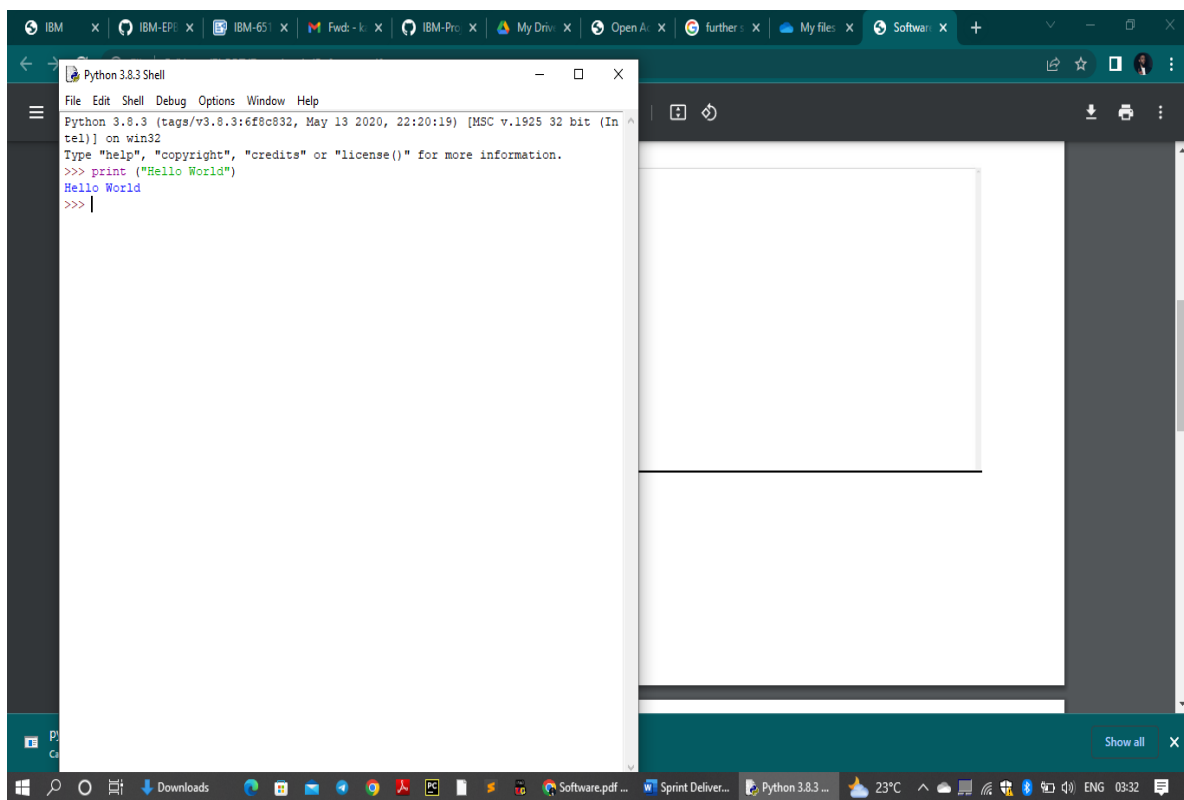 IBM
IBM-EPB
IBM-651
Fwd: - k
IBM-Pro
My Driv
Open Ac
further s
My files
Softwar
Python 3.8.3 Shell
File Edit Shell Debug Options Window Help
Python 3.8.3 (tags/v3.8.3:6f8c832, May 13 2020, 22:20:19) [MSC v.1925 32 bit (In
tel)] on win32
Type "help", "copyright", "credits" or "license()" for more information.
>>> print ("Hello World")
Hello World
>>>
Show all
Downloads
PC
Software.pdf ...
Sprint Deliver...
Python 3.8.3 ...
23°C
ENG
03:32